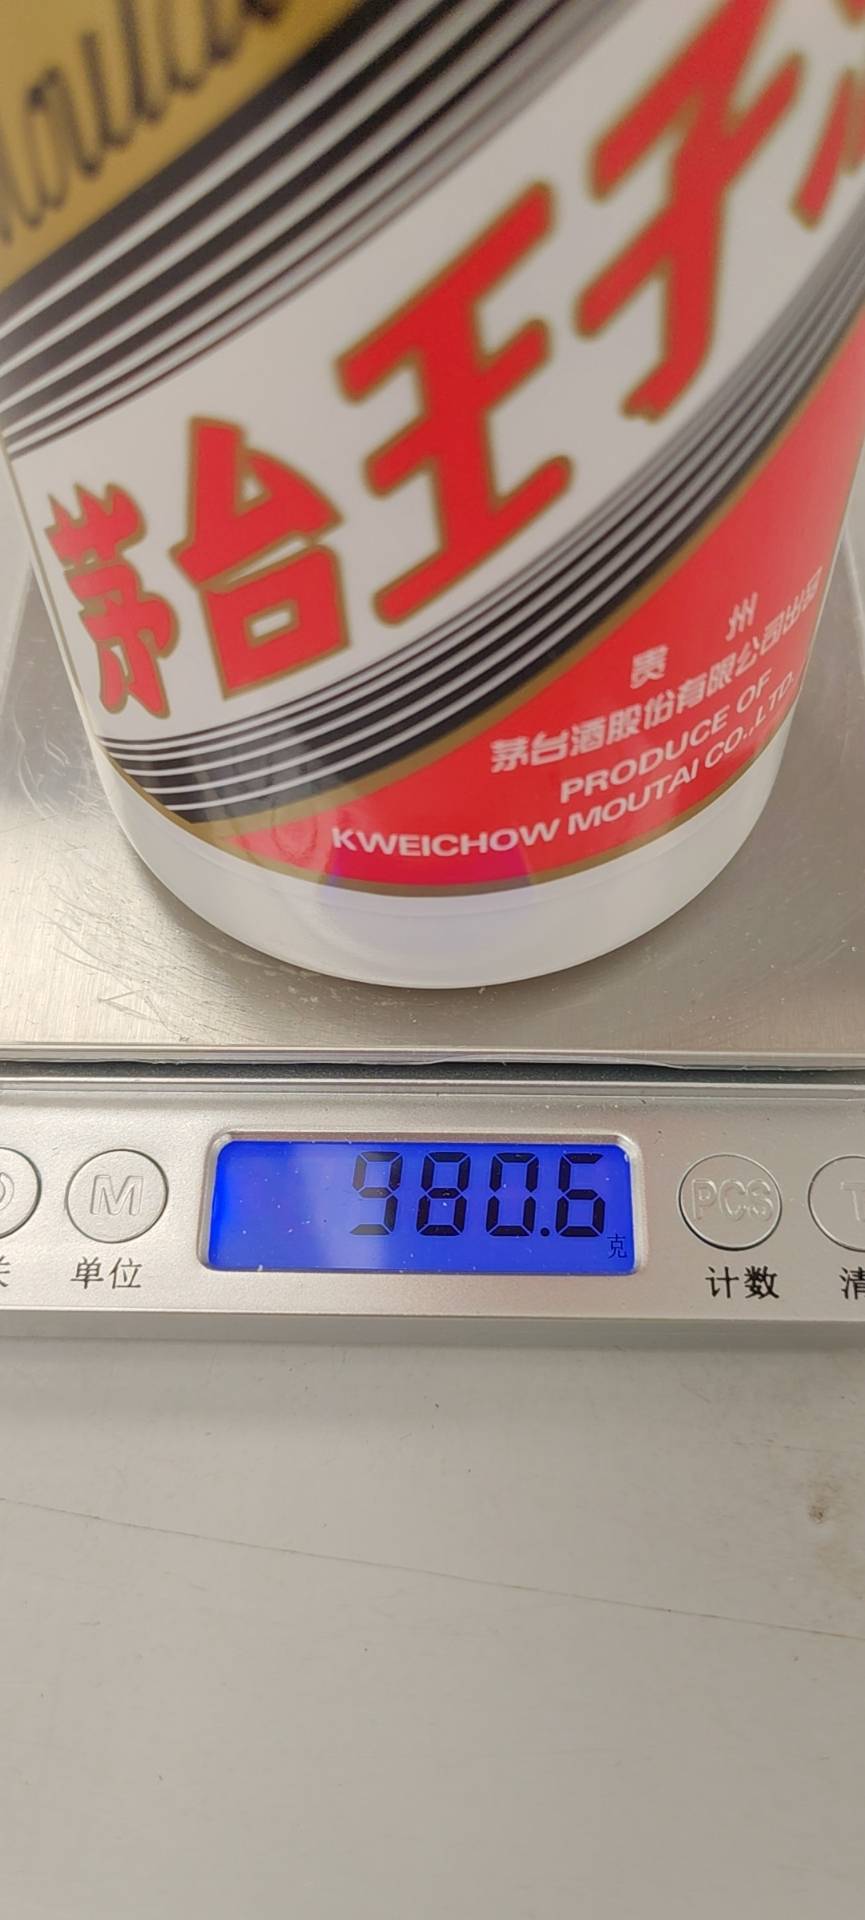 茅台王子
贵州
茅台酒股份有限公司出品
PRODUCE OF
KWEICHOW MOUTAI CO.,LTD.
980.6
克
M
PCS
T
单位
计数
清